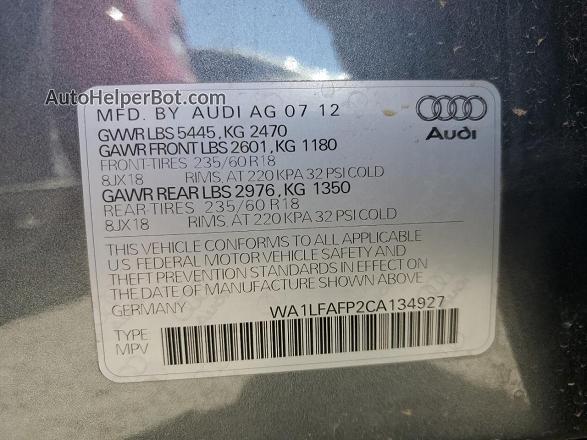 AutoHelperBot.com
MFD. BY AUDI AG 07 12
GVWR LBS 5445, KG 2470
GAWR FRONT LBS 2601, KG 1180
FRONT-TIRES 235/60 R18
8JX18 RIMS, AT 220 KPA 32 PSI COLD
GAWR REAR LBS 2976, KG 1350
REAR-TIRES 235/60 R18
8JX18 RIMS, AT 220 KPA 32 PSI COLD
Audi
THIS VEHICLE CONFORMS TO ALL APPLICABLE
U.S. FEDERAL MOTOR VEHICLE SAFETY AND
THEFT PREVENTION STANDARDS IN EFFECT ON
THE DATE OF MANUFACTURE SHOWN ABOVE
GERMANY WA1LFAFP2CA134927
TYPE
MPV